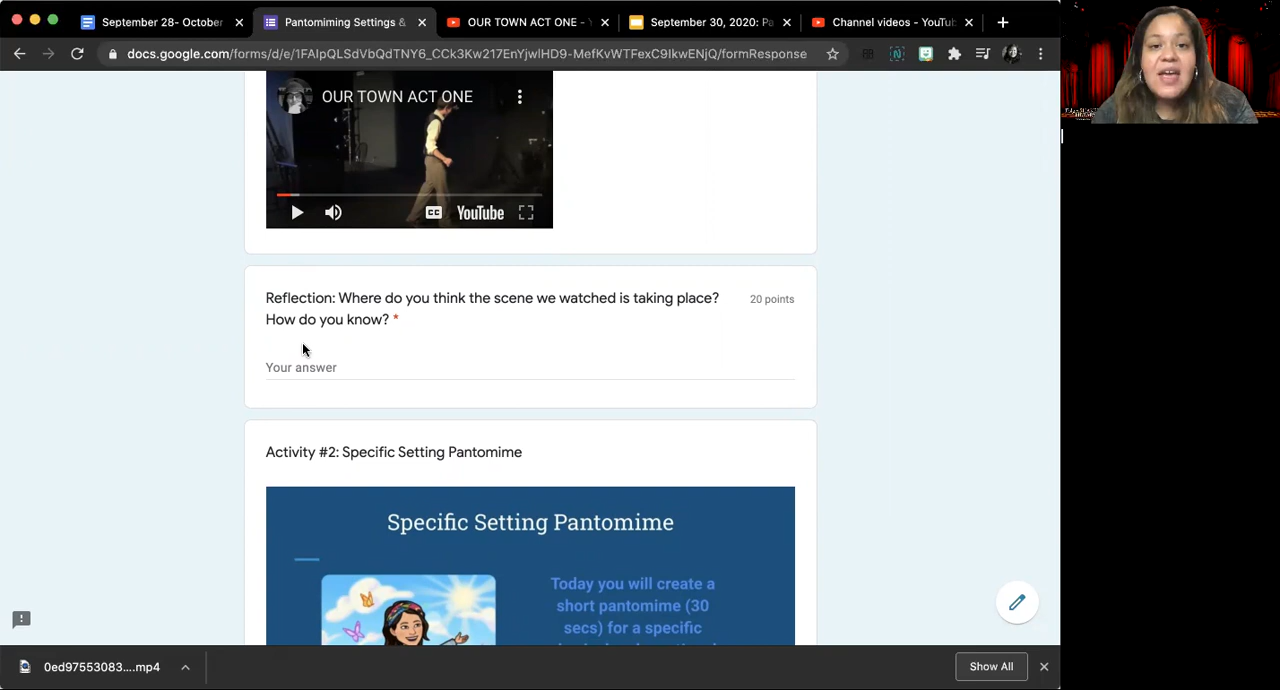 September 28- October
Pantomiming Settings &
OUR TOWN ACT ONE -
September 30, 2020: Pa
Channel videos - YouTu
docs.google.com/forms/d/e/1FAIpQLSdVbQdTNY6_CCk3Kw217EnYjwlHD9-MefKvWTFexC9IkwENjQ/formResponse
OUR TOWN ACT ONE
CC YouTube
Reflection: Where do you think the scene we watched is taking place?
How do you know? *
20 points
Your answer
Activity #2: Specific Setting Pantomime
Specific Setting Pantomime
Today you will create a
short pantomime (30
secs) for a specific
0ed97553083....mp4
Show All